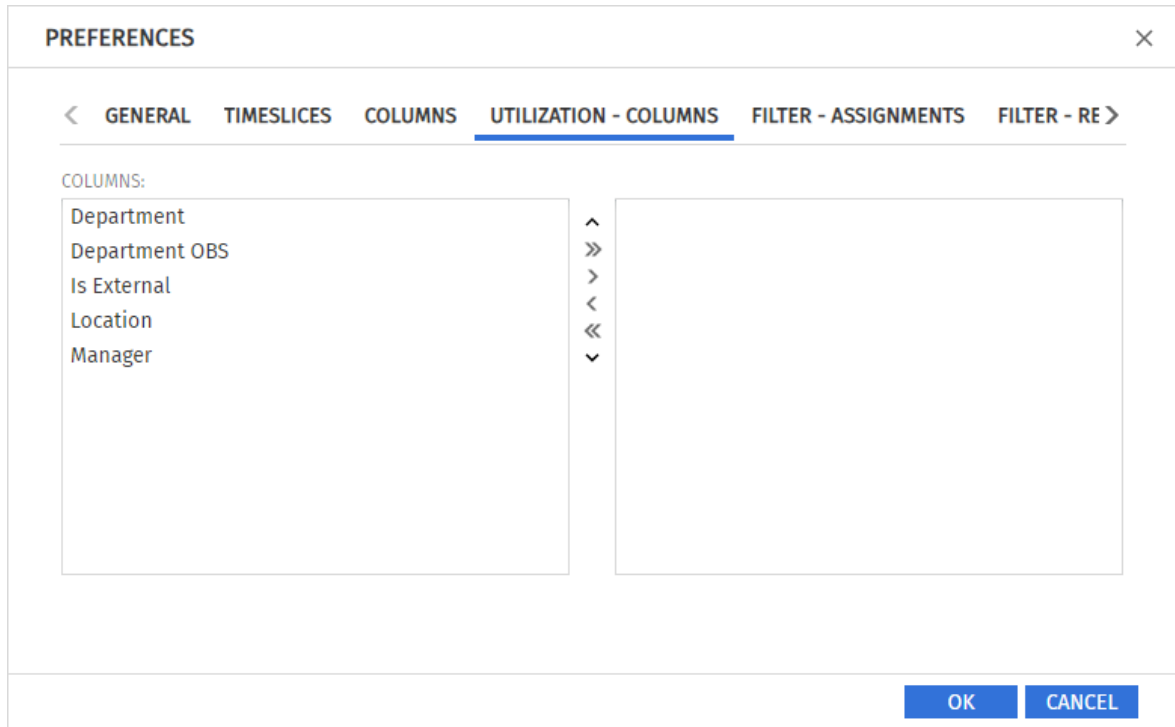 PREFERENCES
GENERAL TIMESLICES COLUMNS UTILIZATION - COLUMNS FILTER - ASSIGNMENTS FILTER - RE
COLUMNS:
Department
Department OBS
Is External
Location
Manager
OK CANCEL